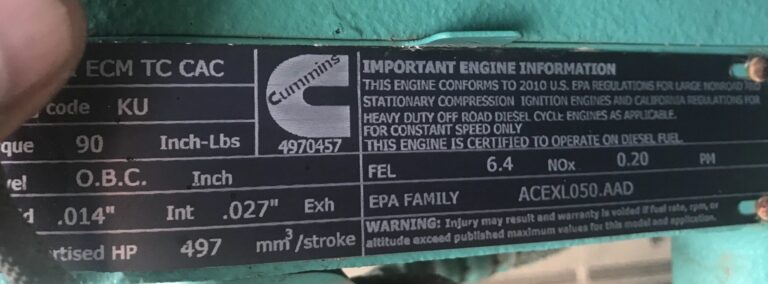 ECM TC CAC
code KU
que 90 Inch-Lbs
vel O.B.C. Inch
d .014" Int .027" Exh
rtised HP 497 mm³/stroke
Cummins
4970457
IMPORTANT ENGINE INFORMATION
THIS ENGINE CONFORMS TO 2010 U.S. EPA REGULATIONS FOR LARGE NONROAD AND
STATIONARY COMPRESSION IGNITION ENGINES AND CALIFORNIA REGULATIONS FOR
HEAVY DUTY OFF ROAD DIESEL CYCLE ENGINES AS APPLICABLE.
FOR CONSTANT SPEED ONLY
THIS ENGINE IS CERTIFIED TO OPERATE ON DIESEL FUEL.
FEL 6.4 NOx 0.20 PM
EPA FAMILY ACEXL050.AAD
WARNING: Injury may result and warranty is voided if fuel rate, rpm, or
altitude exceed published maximum values for this model and application.